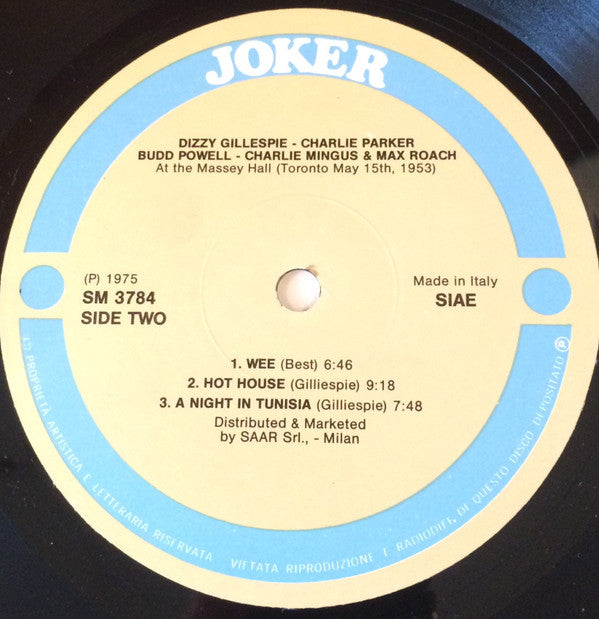 JOKER
DIZZY GILLESPIE - CHARLIE PARKER
BUDD POWELL - CHARLIE MINGUS & MAX ROACH
At the Massey Hall (Toronto May 15th, 1953)
(P) 1975
SM 3784
SIDE TWO
Made in Italy
SIAE
1. WEE (Best) 6:46
2. HOT HOUSE (Gilliespie) 9:18
3. A NIGHT IN TUNISIA (Gilliespie) 7:48
Distributed & Marketed
by SAAR Srl., - Milan
(C) PROPRIETA ARTISTICA E LETTERARIA RISERVATA VIETATA RIPRODUZIONE E RADIODIFF. DI QUESTO DISCO DEPOSITATO (P)